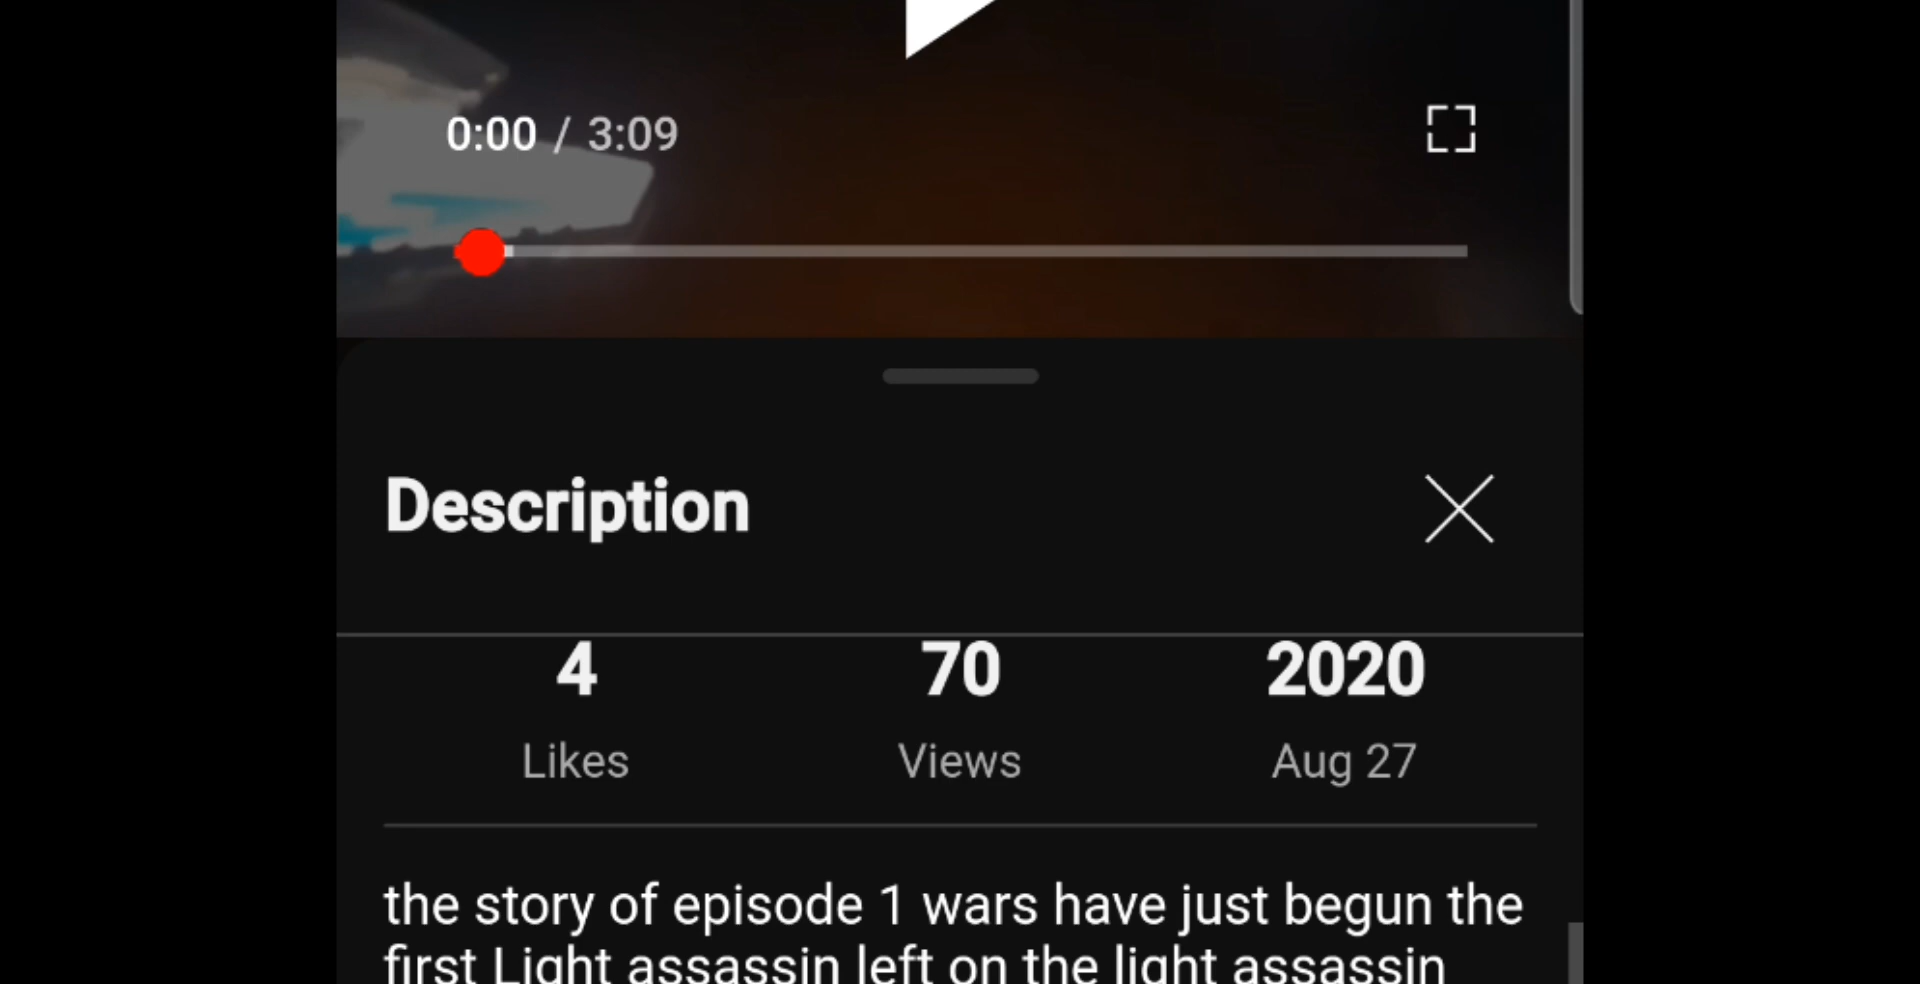 0:00 / 3:09
Description
4 70 2020
Likes Views Aug 27
the story of episode 1 wars have just begun the
first Light assassin left on the light assassin